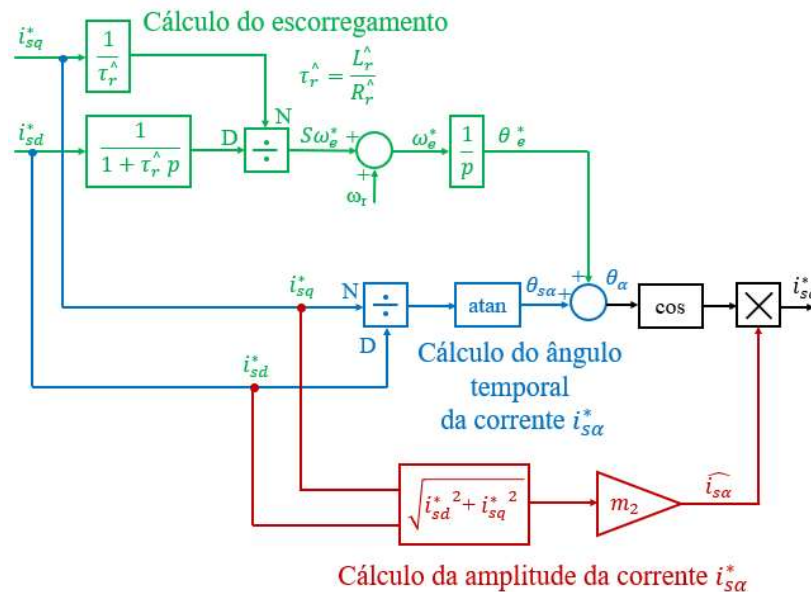 Cálculo do escorregamento
i*sq
1/τ^r
τ^r = L^r/R^r
i*sd
1/(1 + τ^r p)
D
N
÷
Sω*e
+
+
ωr
ω*e
1/p
θ*e
i*sq
N
÷
D
atan
θsα
+
+
θα
cos
×
i*sα
i*sd
Cálculo do ângulo
temporal
da corrente i*sα
√(i*sd² + i*sq²)
m2
îsα
Cálculo da amplitude da corrente i*sα